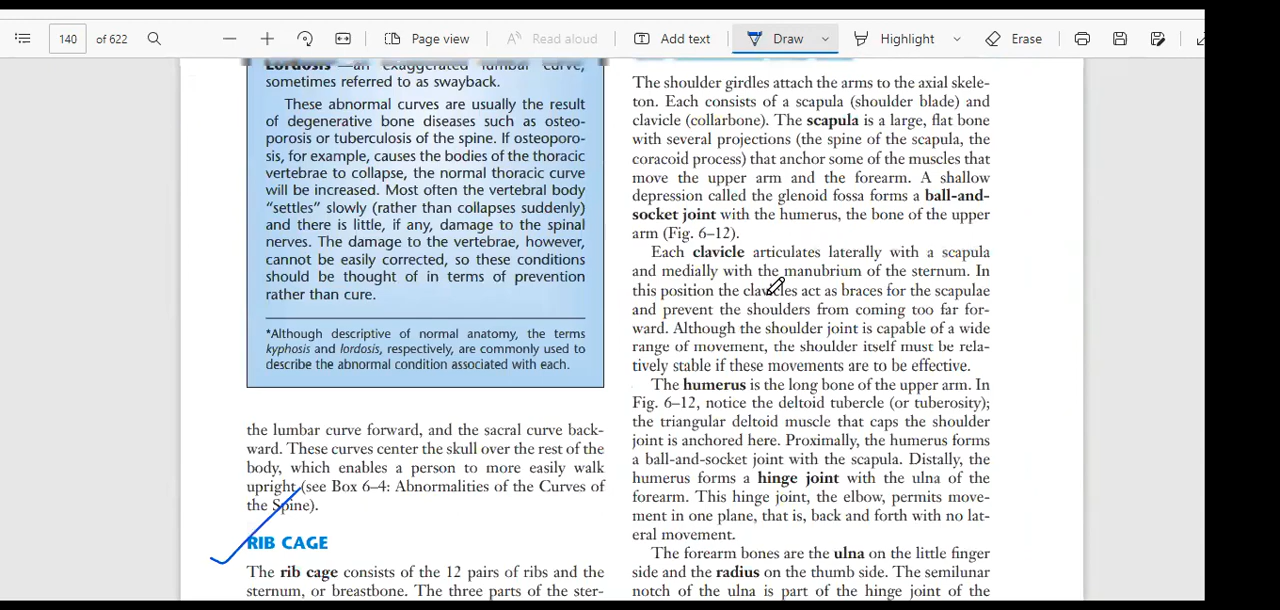 140 of 622 Page view Read aloud Add text Draw Highlight Erase
Lordosis—an exaggerated lumbar curve,
sometimes referred to as swayback.
These abnormal curves are usually the result
of degenerative bone diseases such as osteo-
porosis or tuberculosis of the spine. If osteoporo-
sis, for example, causes the bodies of the thoracic
vertebrae to collapse, the normal thoracic curve
will be increased. Most often the vertebral body
“settles” slowly (rather than collapses suddenly)
and there is little, if any, damage to the spinal
nerves. The damage to the vertebrae, however,
cannot be easily corrected, so these conditions
should be thought of in terms of prevention
rather than cure.
*Although descriptive of normal anatomy, the terms
kyphosis and lordosis, respectively, are commonly used to
describe the abnormal condition associated with each.
the lumbar curve forward, and the sacral curve back-
ward. These curves center the skull over the rest of the
body, which enables a person to more easily walk
upright (see Box 6–4: Abnormalities of the Curves of
the Spine).
RIB CAGE
The rib cage consists of the 12 pairs of ribs and the
sternum, or breastbone. The three parts of the ster-
The shoulder girdles attach the arms to the axial skele-
ton. Each consists of a scapula (shoulder blade) and
clavicle (collarbone). The scapula is a large, flat bone
with several projections (the spine of the scapula, the
coracoid process) that anchor some of the muscles that
move the upper arm and the forearm. A shallow
depression called the glenoid fossa forms a ball-and-
socket joint with the humerus, the bone of the upper
arm (Fig. 6–12).
Each clavicle articulates laterally with a scapula
and medially with the manubrium of the sternum. In
this position the clavicles act as braces for the scapulae
and prevent the shoulders from coming too far for-
ward. Although the shoulder joint is capable of a wide
range of movement, the shoulder itself must be rela-
tively stable if these movements are to be effective.
The humerus is the long bone of the upper arm. In
Fig. 6–12, notice the deltoid tubercle (or tuberosity);
the triangular deltoid muscle that caps the shoulder
joint is anchored here. Proximally, the humerus forms
a ball-and-socket joint with the scapula. Distally, the
humerus forms a hinge joint with the ulna of the
forearm. This hinge joint, the elbow, permits move-
ment in one plane, that is, back and forth with no lat-
eral movement.
The forearm bones are the ulna on the little finger
side and the radius on the thumb side. The semilunar
notch of the ulna is part of the hinge joint of the